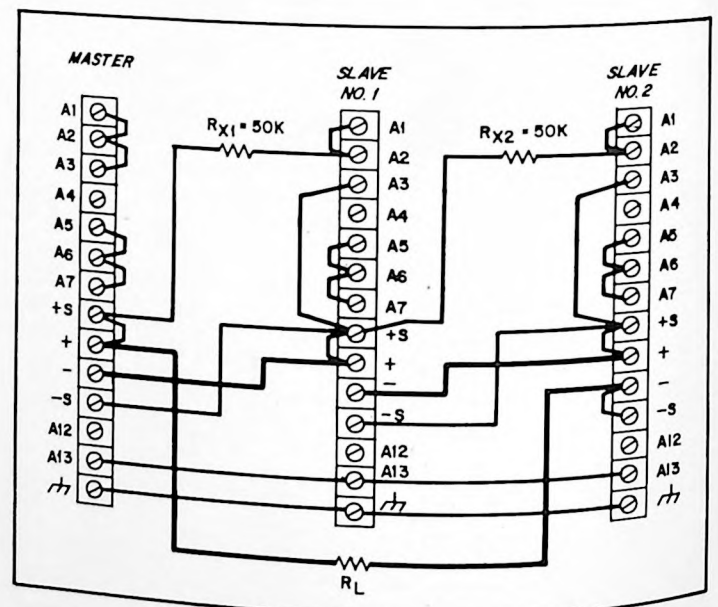 MASTER
A1
A2
A3
A4
A5
A6
A7
+S
+
-
-S
A12
A13
SLAVE
NO. 1
A1
A2
A3
A4
A5
A6
A7
+S
+
-
-S
A12
A13
SLAVE
NO. 2
A1
A2
A3
A4
A5
A6
A7
+S
+
-
-S
A12
A13
RX1 = 50K
RX2 = 50K
RL